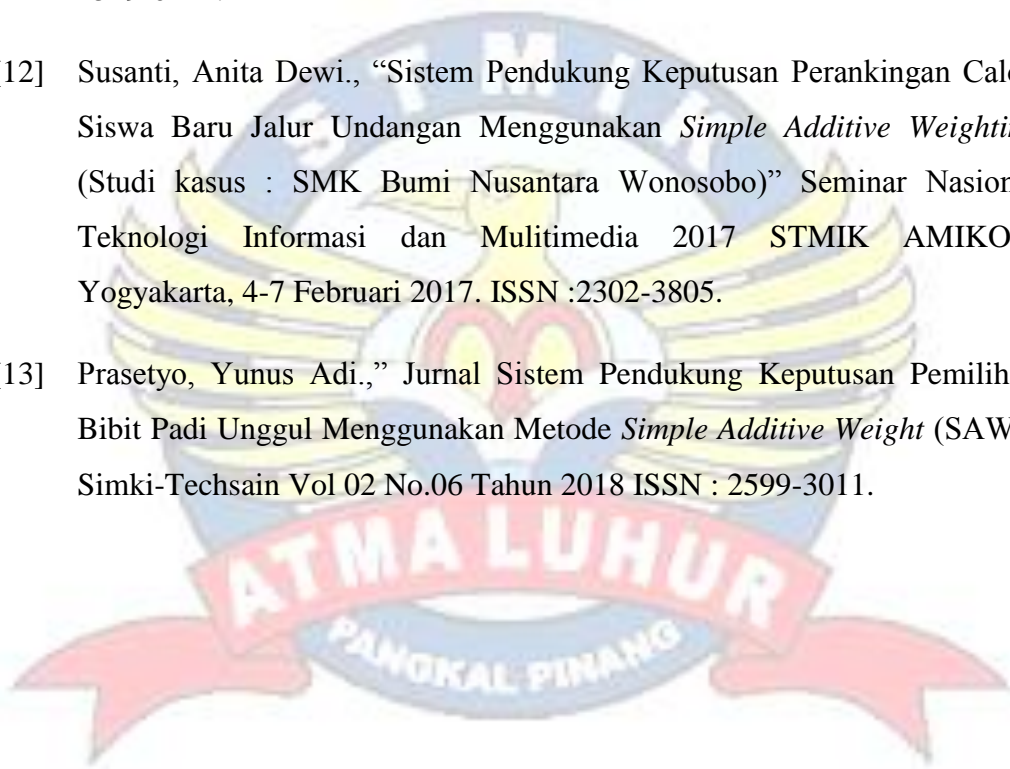 [12] Susanti, Anita Dewi., “Sistem Pendukung Keputusan Perankingan Cal
Siswa Baru Jalur Undangan Menggunakan Simple Additive Weighti
(Studi kasus : SMK Bumi Nusantara Wonosobo)” Seminar Nasion
Teknologi Informasi dan Mulitimedia 2017 STMIK AMIKO
Yogyakarta, 4-7 Februari 2017. ISSN :2302-3805.
[13] Prasetyo, Yunus Adi.,” Jurnal Sistem Pendukung Keputusan Pemilih
Bibit Padi Unggul Menggunakan Metode Simple Additive Weight (SAW
Simki-Techsain Vol 02 No.06 Tahun 2018 ISSN : 2599-3011.
STMIK
ATMA LUHUR
PANGKAL PINANG